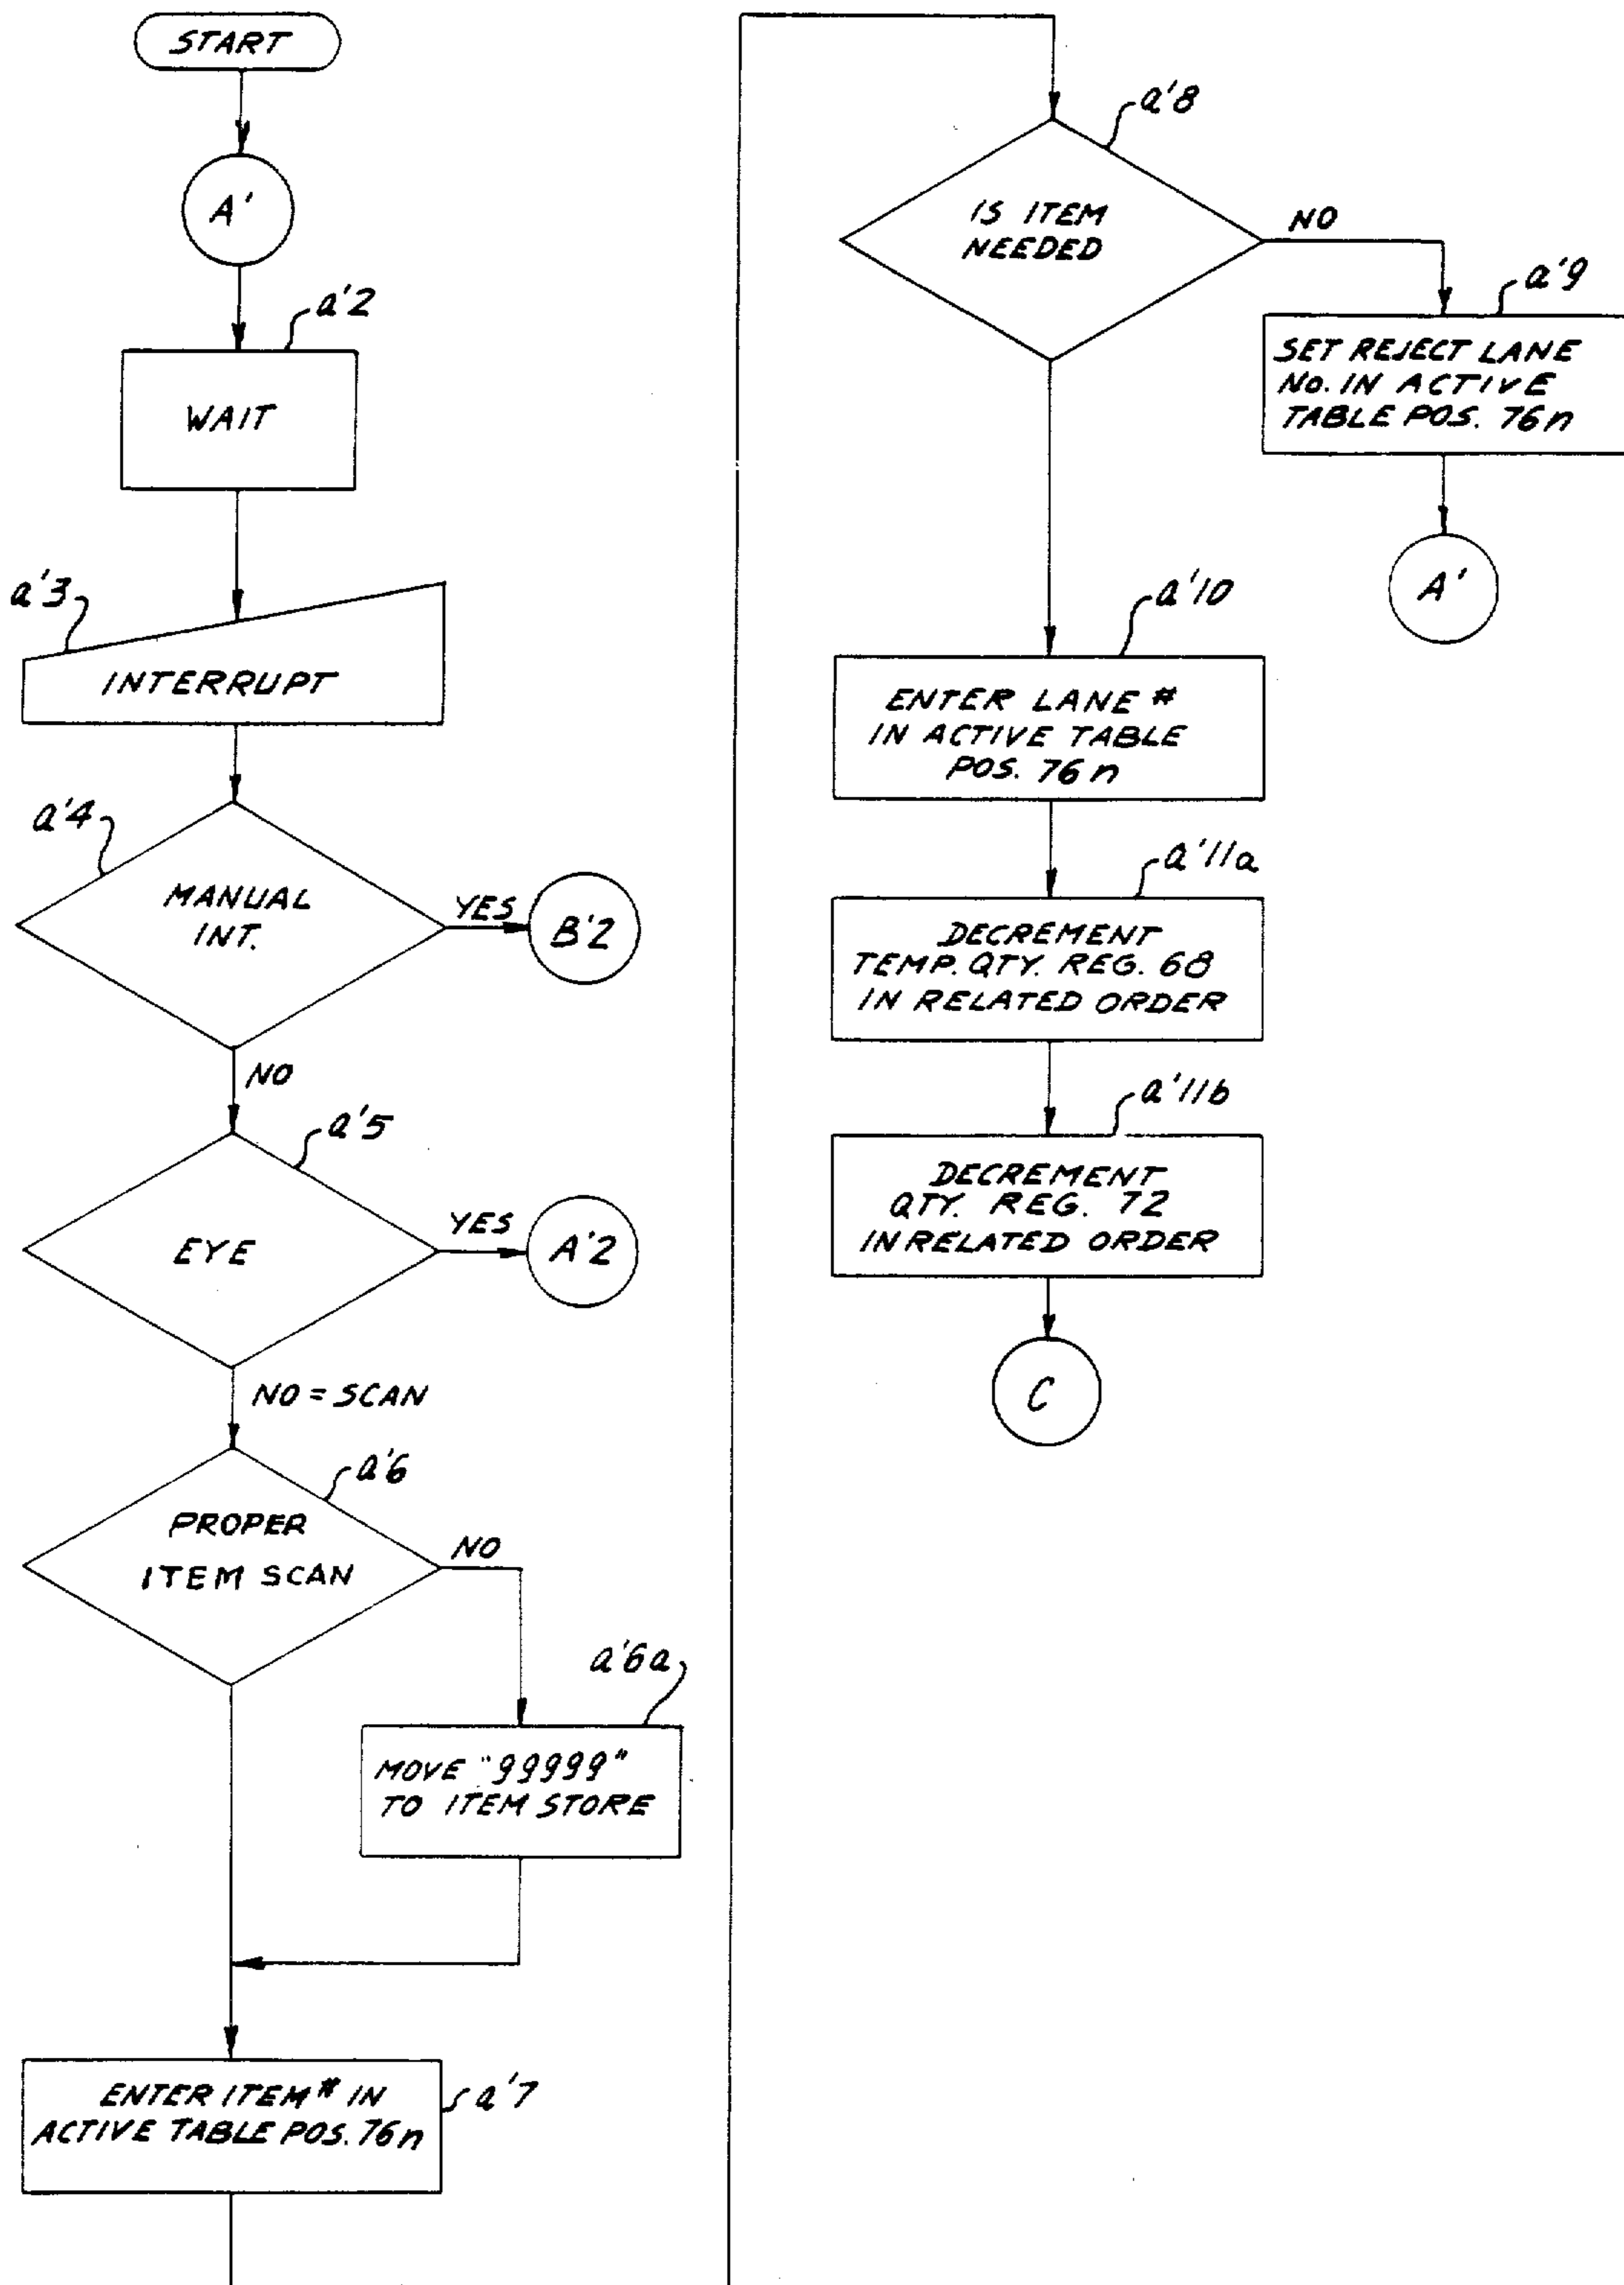 START
A'
a'2
WAIT
a'3
INTERRUPT
a'4
MANUAL
INT.
YES
B'2
NO
a'5
EYE
YES
A'2
NO = SCAN
a'6
PROPER
ITEM SCAN
NO
a'6a
MOVE "99999"
TO ITEM STORE
ENTER ITEM # IN
ACTIVE TABLE POS. 76n
a'7
a'8
IS ITEM
NEEDED
NO
a'9
SET REJECT LANE
No. IN ACTIVE
TABLE POS. 76n
A'
a'10
ENTER LANE #
IN ACTIVE TABLE
POS. 76n
a'11a
DECREMENT
TEMP. QTY. REG. 68
IN RELATED ORDER
a'11b
DECREMENT
QTY. REG. 72
IN RELATED ORDER
C